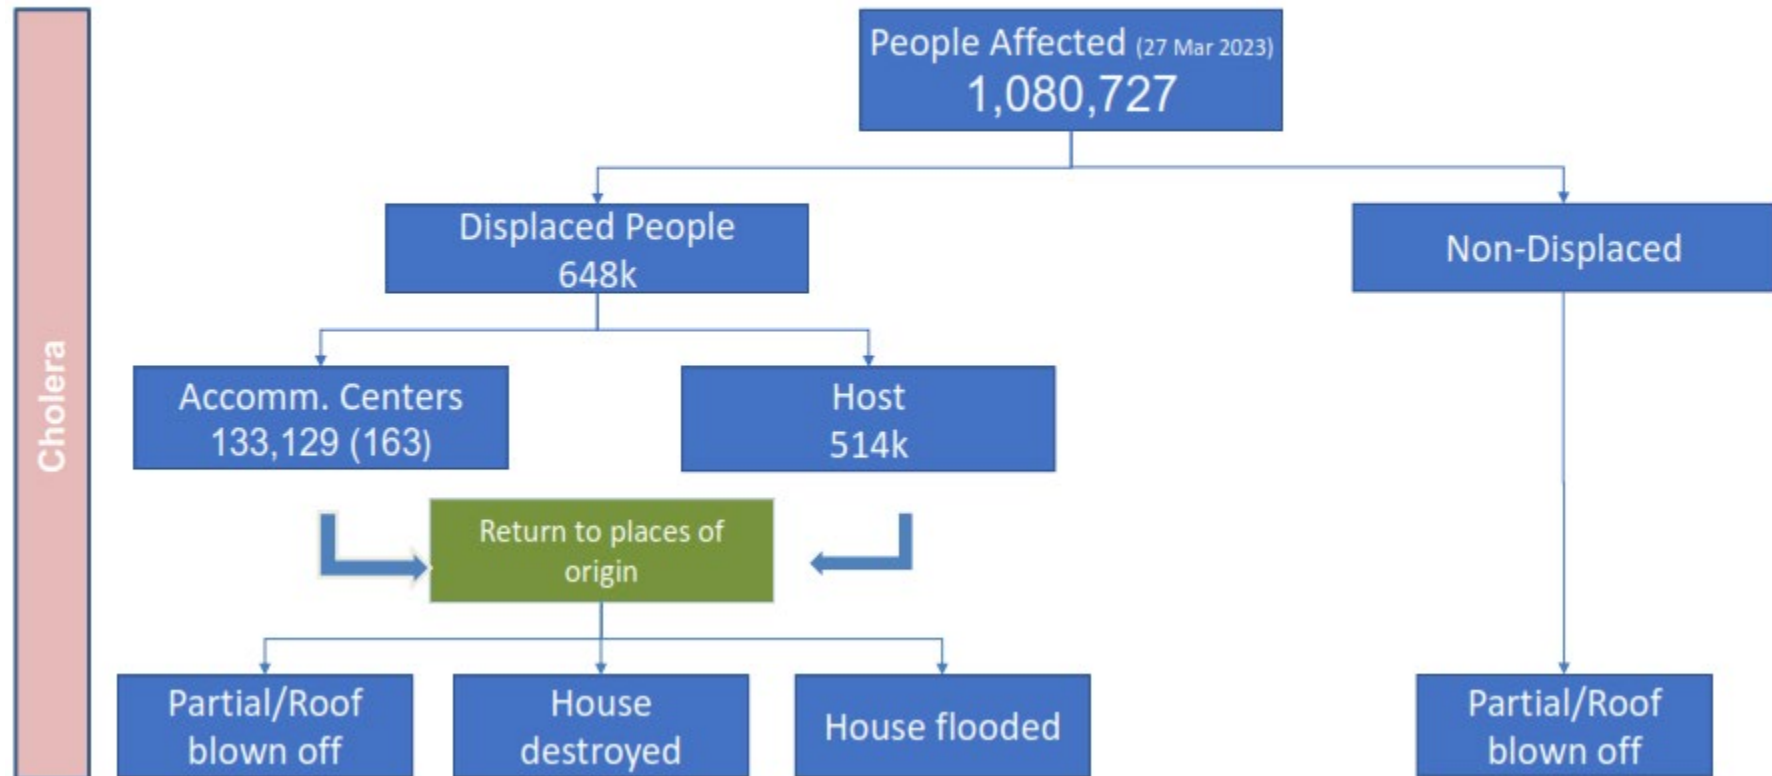 Cholera
People Affected (27 Mar 2023)
1,080,727
Displaced People
648k
Non-Displaced
Accomm. Centers
133,129 (163)
Host
514k
Return to places of
origin
Partial/Roof
blown off
House
destroyed
House flooded
Partial/Roof
blown off